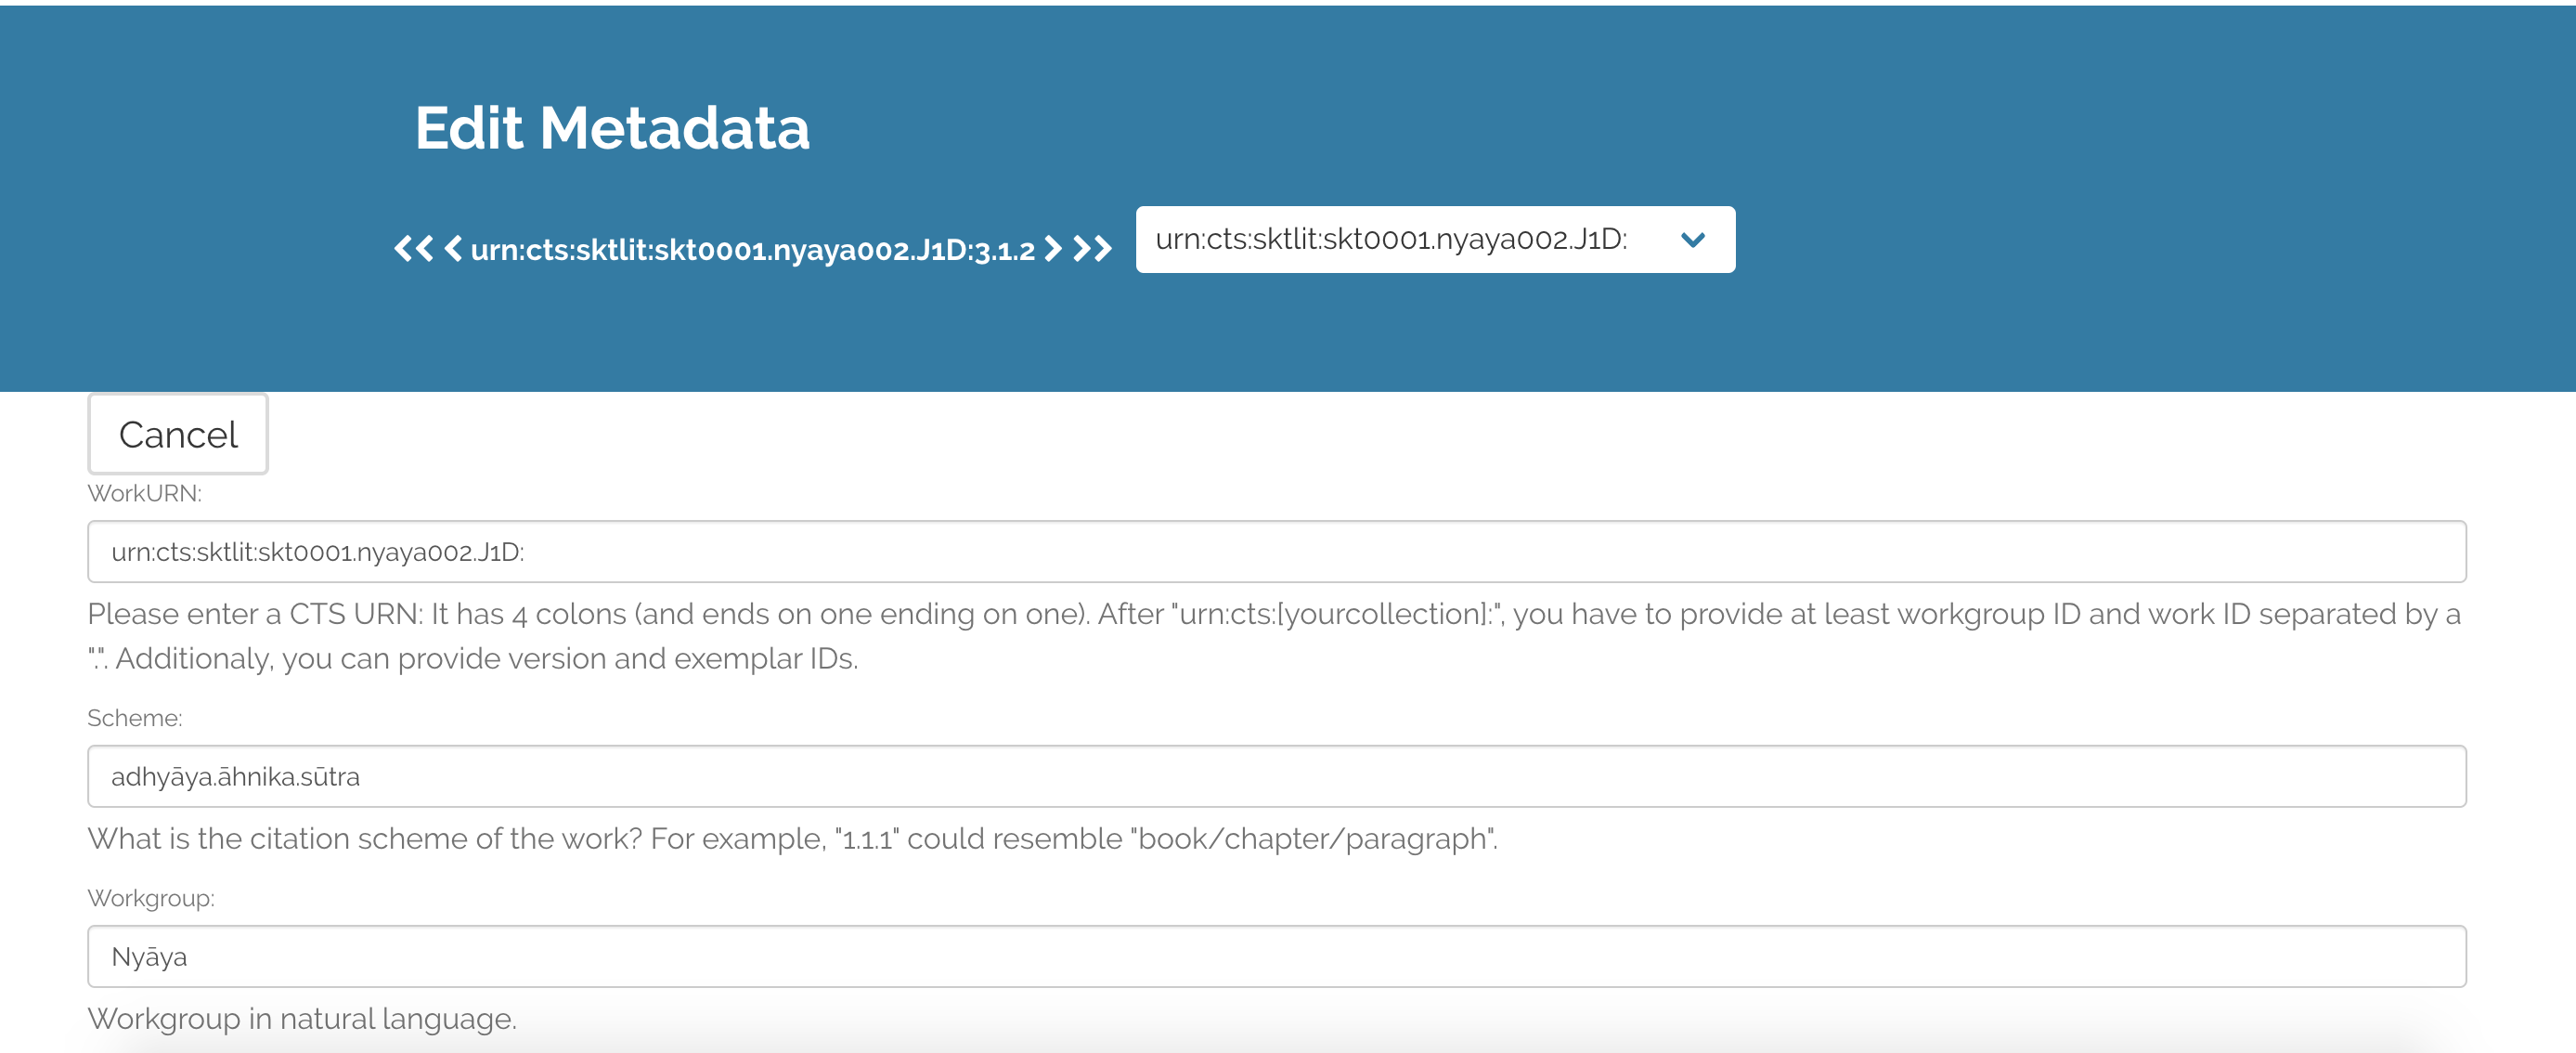 Edit Metadata
urn:cts:sktlit:skt0001.nyaya002.J1D:3.1.2
urn:cts:sktlit:skt0001.nyaya002.J1D:
Cancel
WorkURN:
urn:cts:sktlit:skt0001.nyaya002.J1D:
Please enter a CTS URN: It has 4 colons (and ends on one ending on one). After "urn:cts:[yourcollection]:", you have to provide at least workgroup ID and work ID separated by a
".". Additionaly, you can provide version and exemplar IDs.
Scheme:
adhyāya.āhnika.sūtra
What is the citation scheme of the work? For example, "1.1.1" could resemble "book/chapter/paragraph".
Workgroup:
Nyāya
Workgroup in natural language.